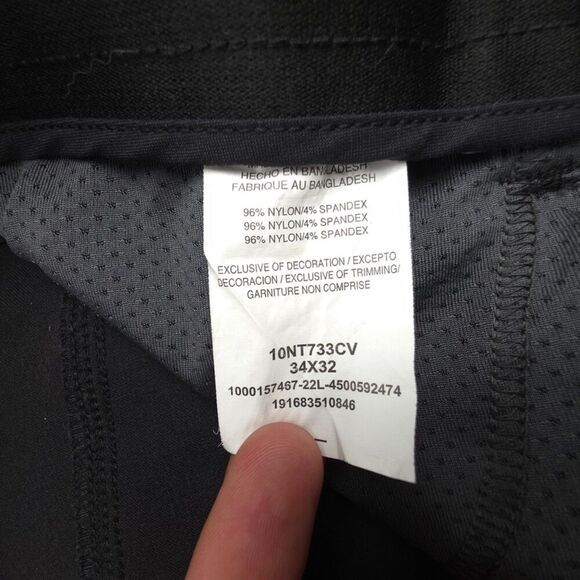 HECHO EN BANGLADESH
FABRIQUE AU BANGLADESH
96% NYLON/4% SPANDEX
96% NYLON/4% SPANDEX
96% NYLON/4% SPANDEX
EXCLUSIVE OF DECORATION / EXCEPTO
DECORACION / EXCLUSIVE OF TRIMMING/
GARNITURE NON COMPRISE
10NT733CV
34X32
1000157467-22L-4500592474
191683510846